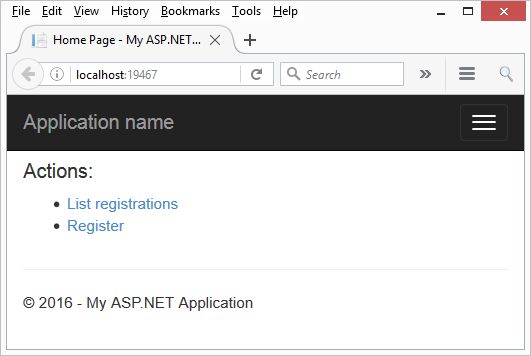 File Edit View History Bookmarks Tools Help
Home Page - My ASP.NET...
localhost:19467 Search
Application name
Actions:
List registrations
Register
© 2016 - My ASP.NET Application